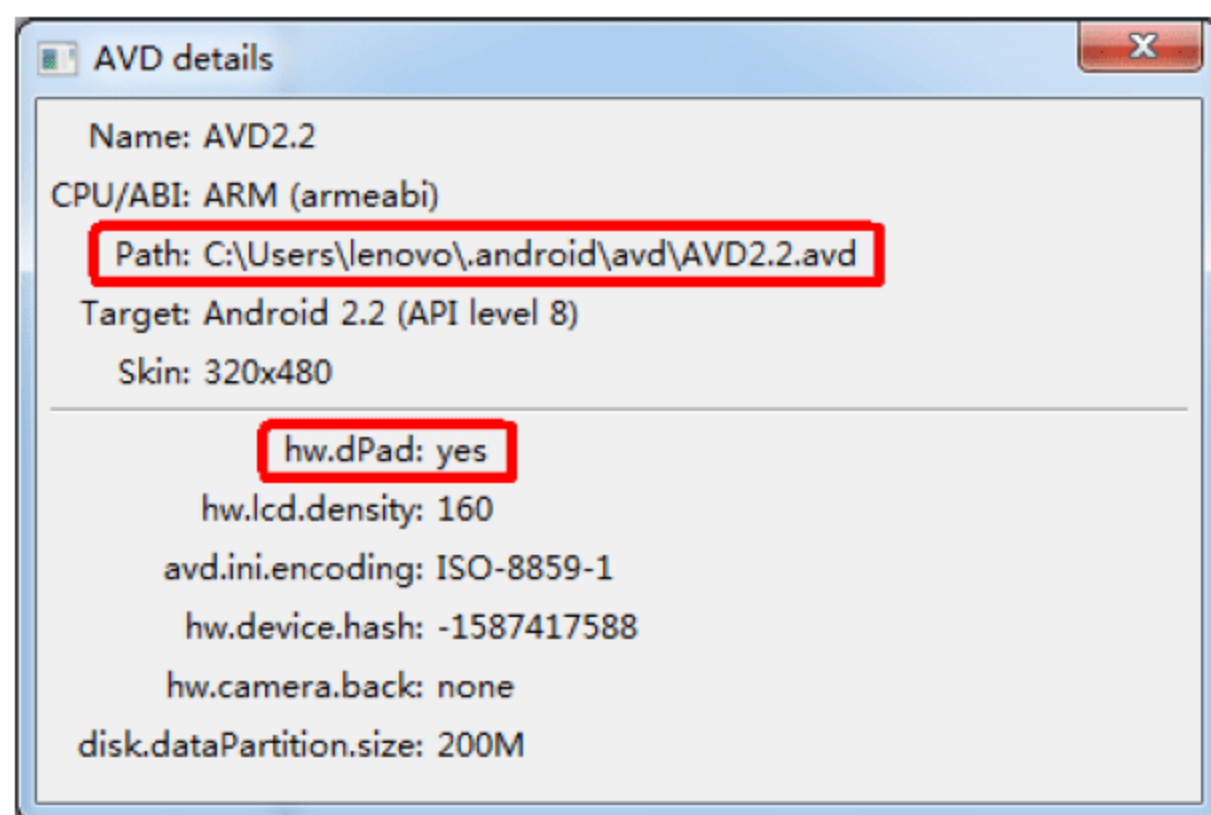 AVD details
Name: AVD2.2
CPU/ABI: ARM (armeabi)
Path: C:\Users\lenovo\.android\avd\AVD2.2.avd
Target: Android 2.2 (API level 8)
Skin: 320x480
hw.dPad: yes
hw.lcd.density: 160
avd.ini.encoding: ISO-8859-1
hw.device.hash: -1587417588
hw.camera.back: none
disk.dataPartition.size: 200M